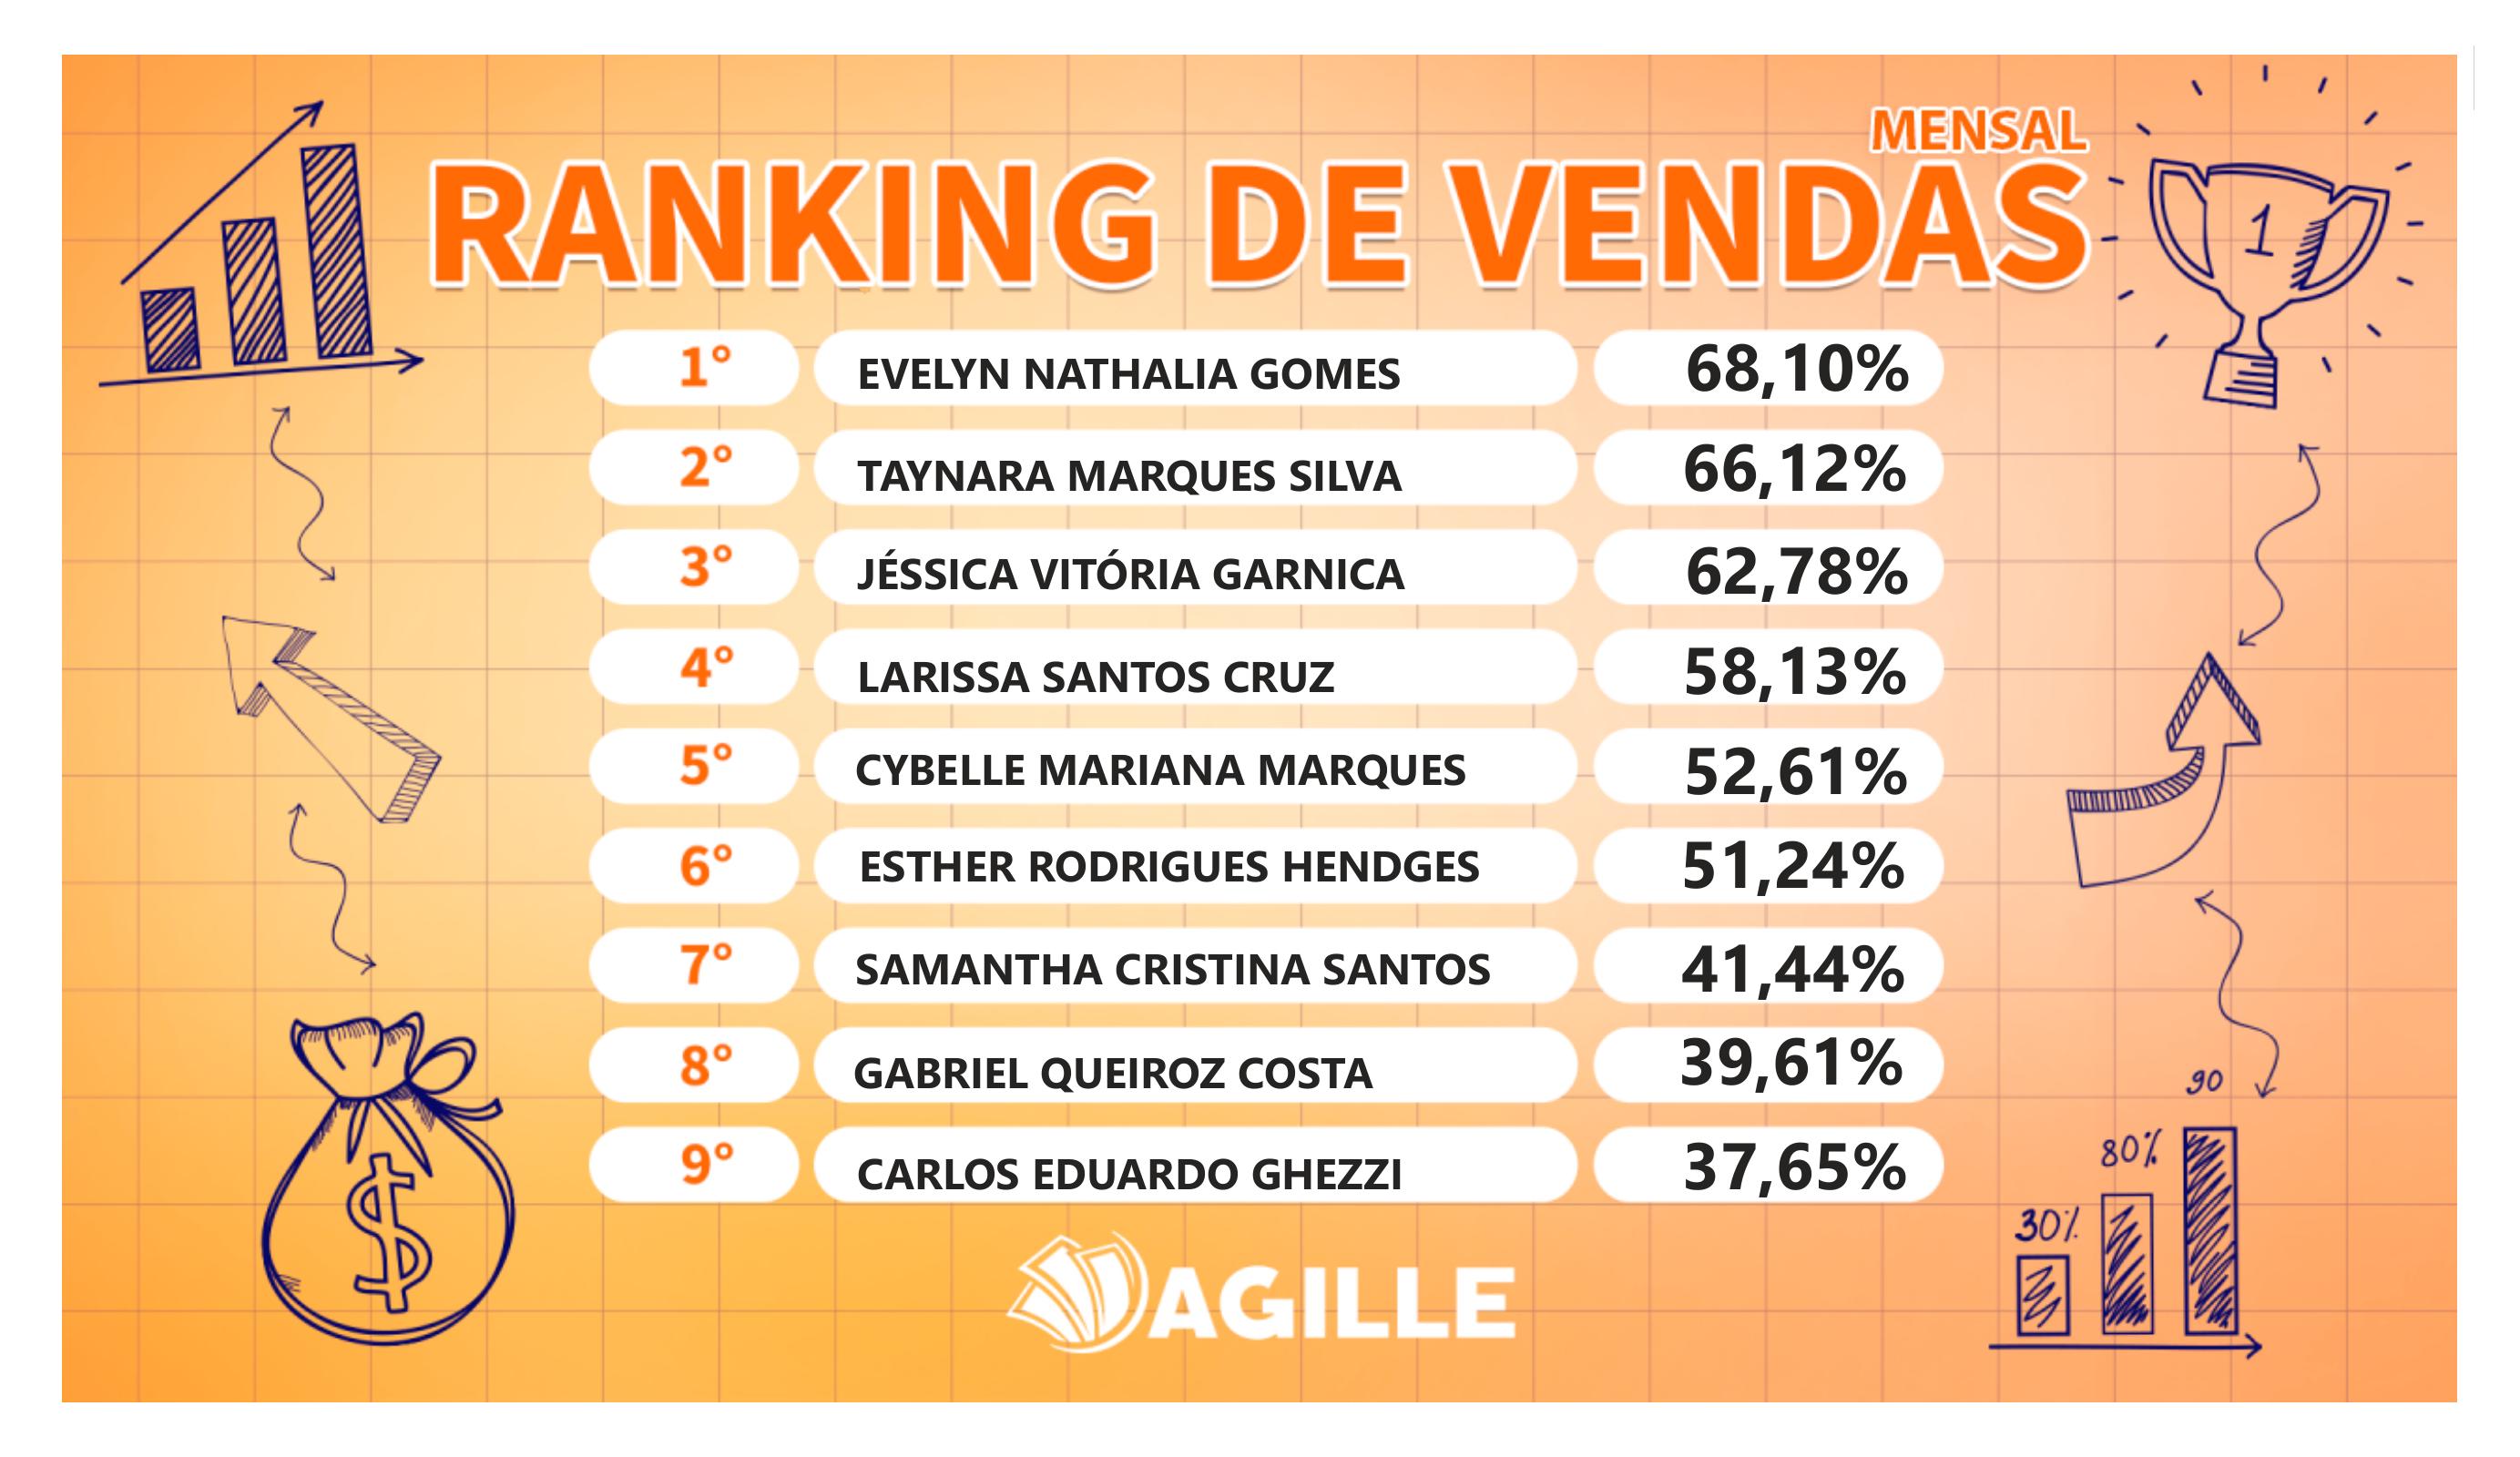 MENSAL
RANKING DE VENDAS
1° EVELYN NATHALIA GOMES 68,10%
2° TAYNARA MARQUES SILVA 66,12%
3° JÉSSICA VITÓRIA GARNICA 62,78%
4° LARISSA SANTOS CRUZ 58,13%
5° CYBELLE MARIANA MARQUES 52,61%
6° ESTHER RODRIGUES HENDGES 51,24%
7° SAMANTHA CRISTINA SANTOS 41,44%
8° GABRIEL QUEIROZ COSTA 39,61%
9° CARLOS EDUARDO GHEZZI 37,65%
AGILLE
1
$
30%
80%
90